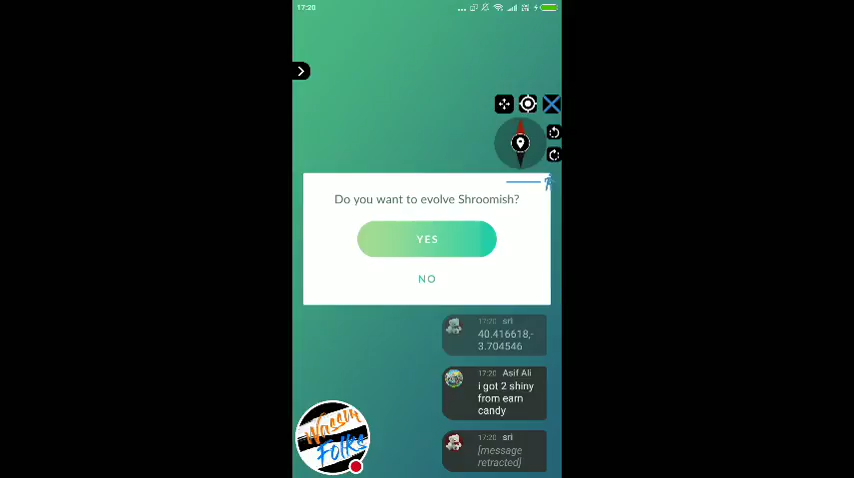 17:20
Do you want to evolve Shroomish?
YES
NO
17:20 sri
40.416618,-
3.704546
17:20 Asif Ali
i got 2 shiny
from earn
candy
17:20 sri
[message
retracted]
Wassup
Folks